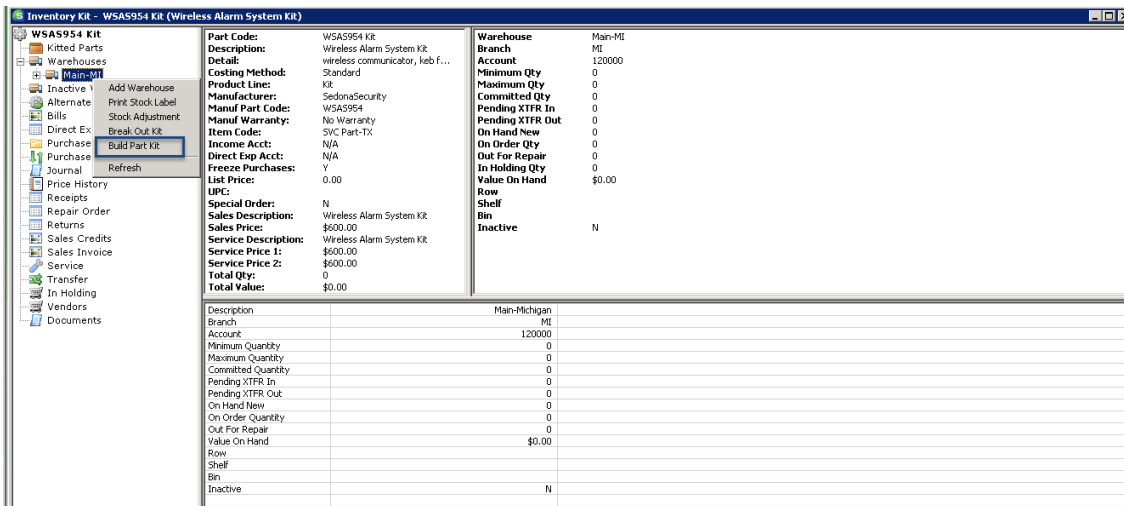 Inventory Kit - WSAS954 Kit (Wireless Alarm System Kit)
WSAS954 Kit
Kitted Parts
Warehouses
Main-MI
Inactive
Alternate
Bills
Direct Ex
Purchase
Purchase
Journal
Price History
Receipts
Repair Order
Returns
Sales Credits
Sales Invoice
Service
Transfer
In Holding
Vendors
Documents
Add Warehouse
Print Stock Label
Stock Adjustment
Break Out Kit
Build Part Kit
Refresh
Part Code: WSAS954 Kit
Description: Wireless Alarm System Kit
Detail: wireless communicator, keb f...
Costing Method: Standard
Product Line: Kit
Manufacturer: SedonaSecurity
Manuf Part Code: WSAS954
Manuf Warranty: No Warranty
Item Code: SVC Part-TX
Income Acct: N/A
Direct Exp Acct: N/A
Freeze Purchases: Y
List Price: 0.00
UPC:
Special Order: N
Sales Description: Wireless Alarm System Kit
Sales Price: $600.00
Service Description: Wireless Alarm System Kit
Service Price 1: $600.00
Service Price 2: $600.00
Total Qty: 0
Total Value: $0.00
Warehouse Main-MI
Branch MI
Account 120000
Minimum Qty 0
Maximum Qty 0
Committed Qty 0
Pending XTFR In 0
Pending XTFR Out 0
On Hand New 0
On Order Qty 0
Out For Repair 0
In Holding Qty 0
Value On Hand $0.00
Row
Shelf
Bin
Inactive N
Description Main-Michigan
Branch MI
Account 120000
Minimum Quantity 0
Maximum Quantity 0
Committed Quantity 0
Pending XTFR In 0
Pending XTFR Out 0
On Hand New 0
On Order Quantity 0
Out For Repair 0
Value On Hand $0.00
Row
Shelf
Bin
Inactive N